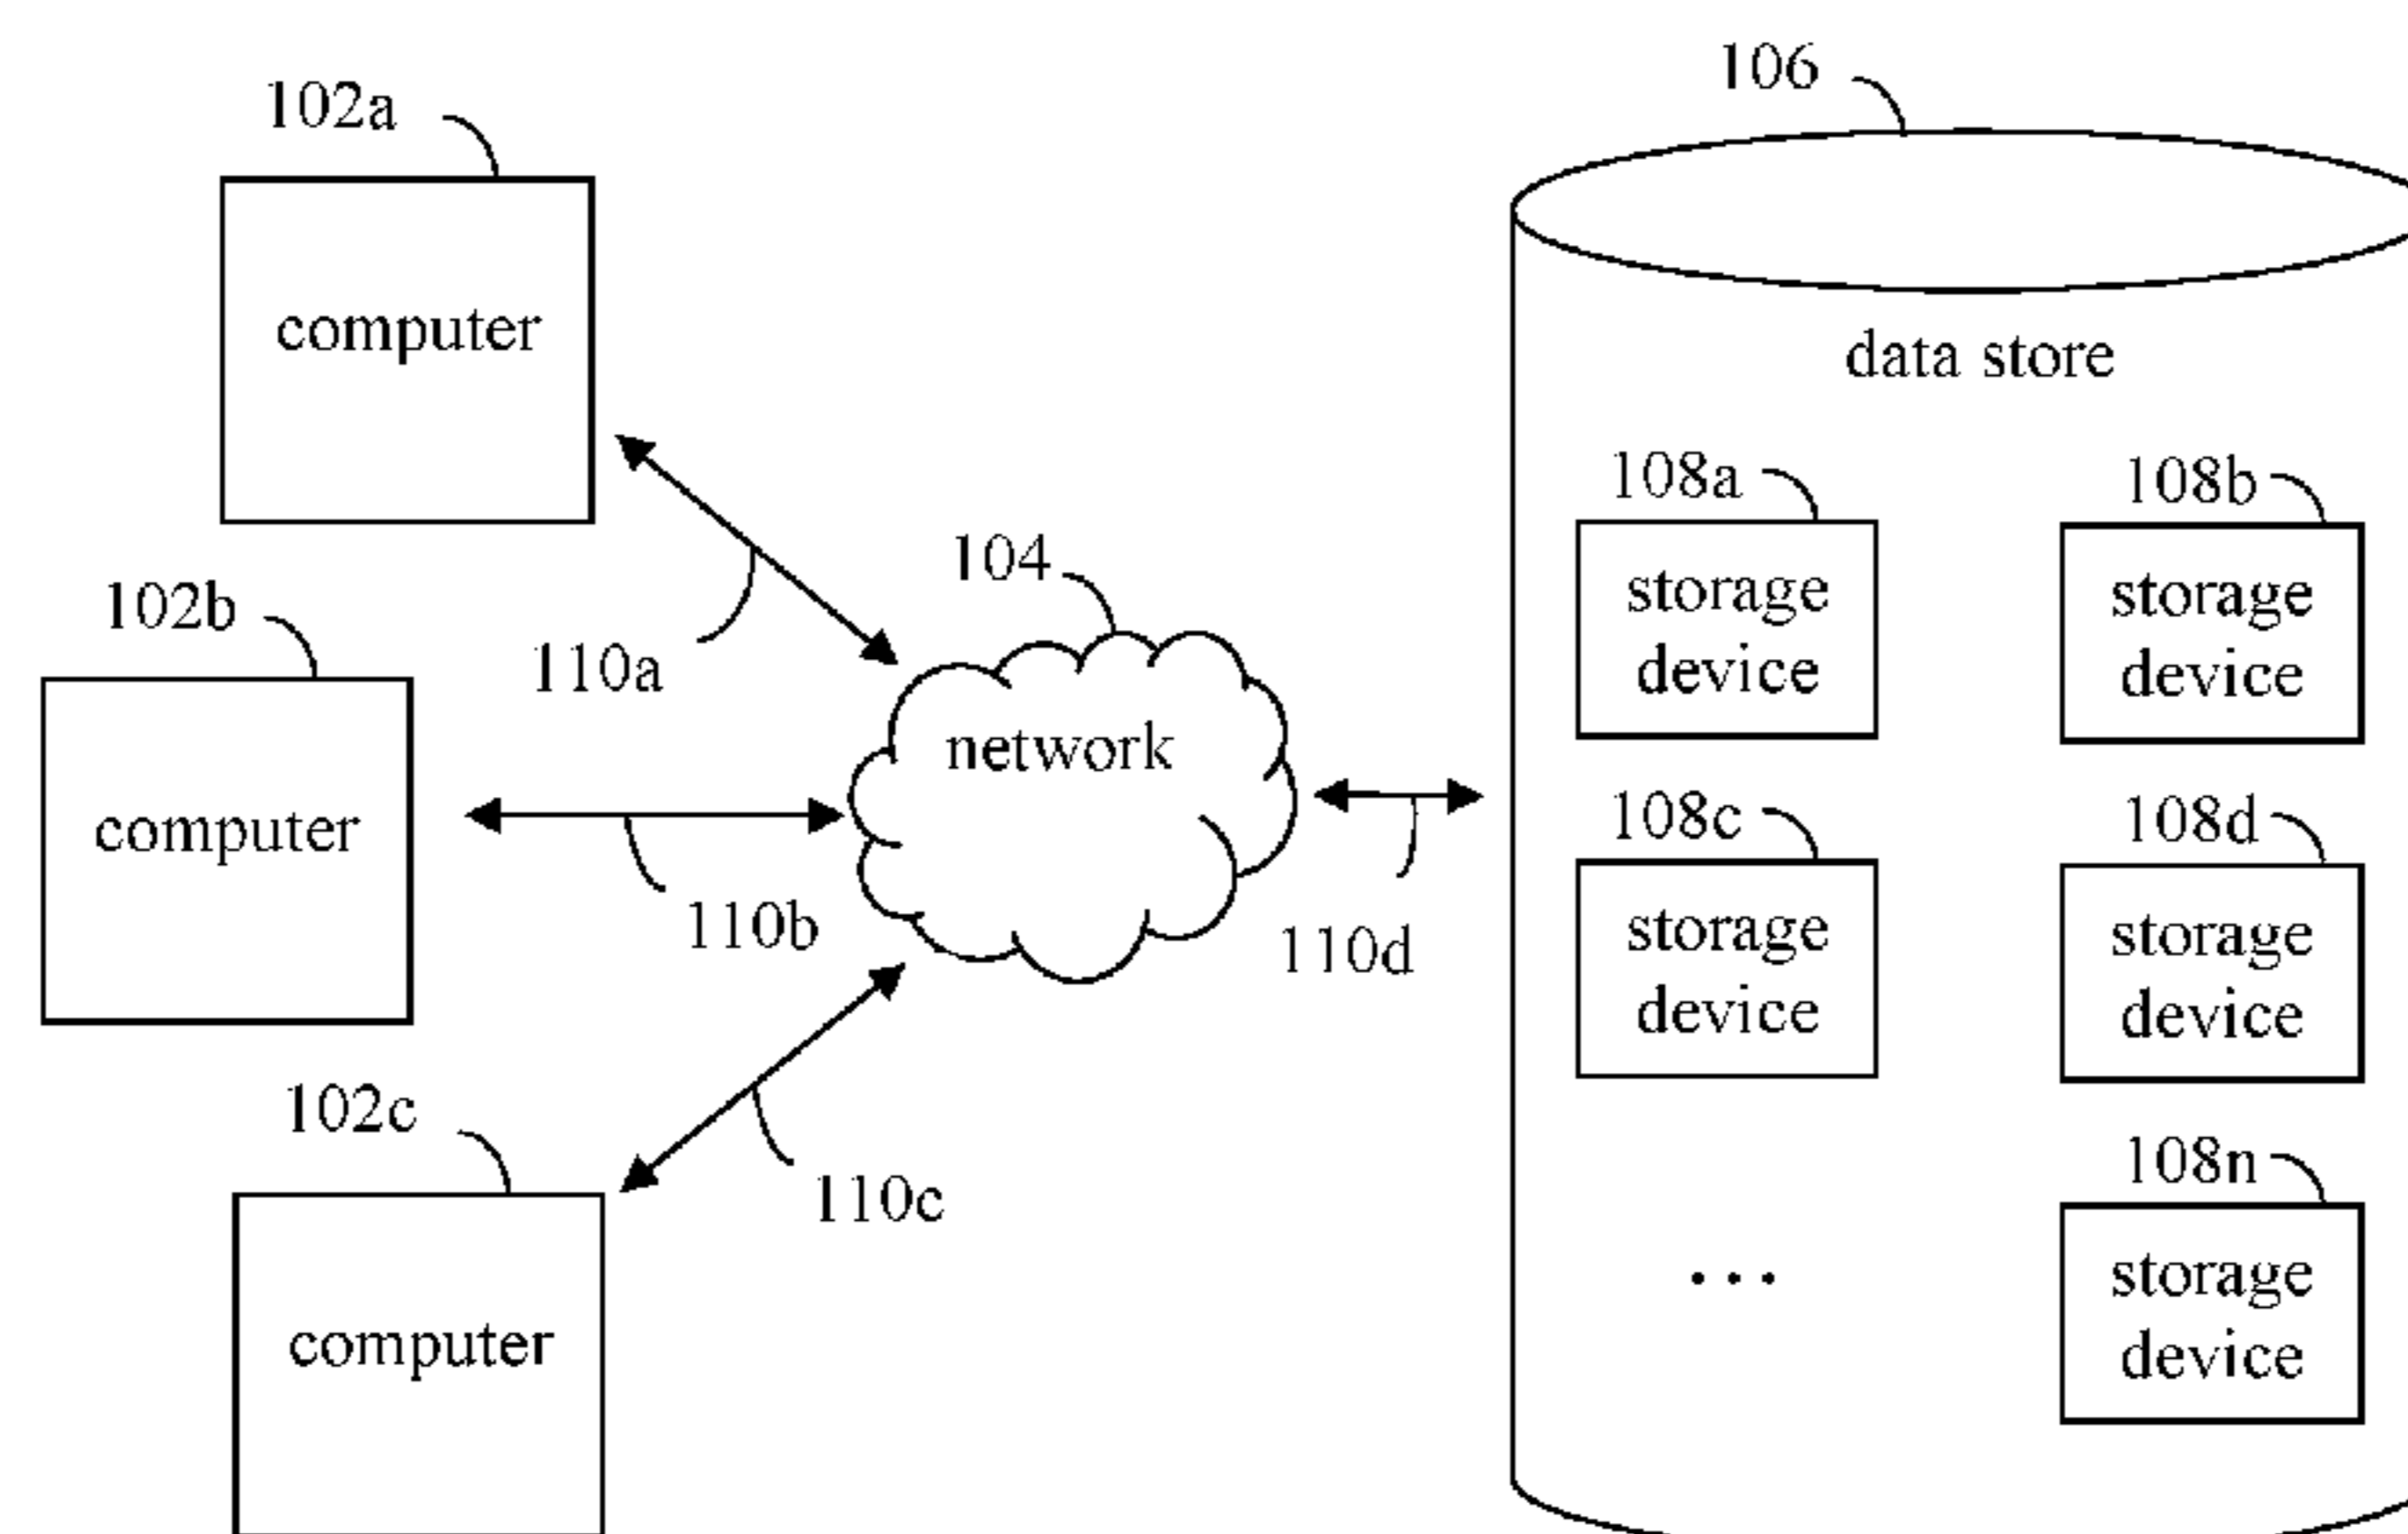 102a
computer
102b
computer
102c
computer
110a
110b
110c
104
network
110d
106
data store
108a
storage
device
108b
storage
device
108c
storage
device
108d
storage
device
...
108n
storage
device